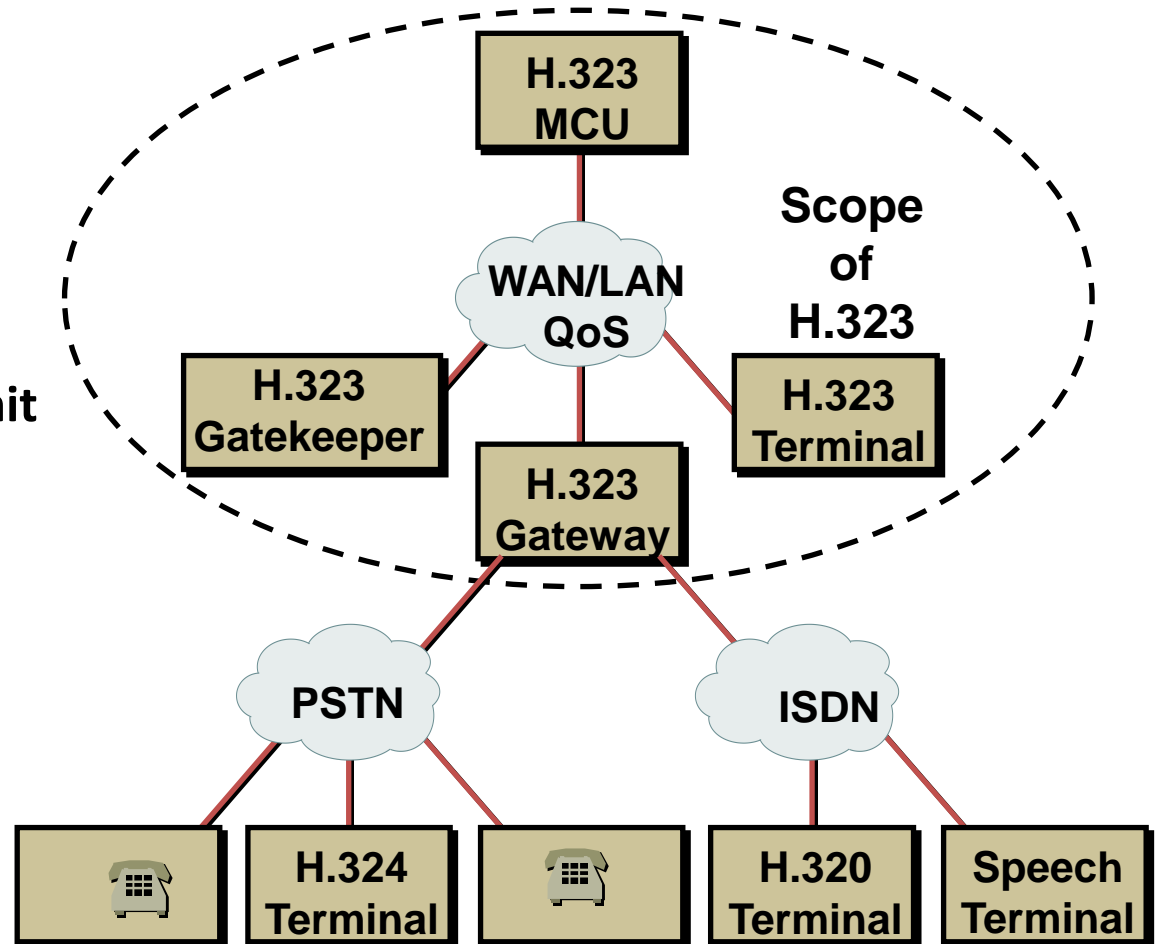 H.323
MCU
Scope
of
H.323
WAN/LAN
QoS
H.323
Gatekeeper
H.323
Terminal
H.323
Gateway
PSTN
ISDN
H.324
Terminal
H.320
Terminal
Speech
Terminal